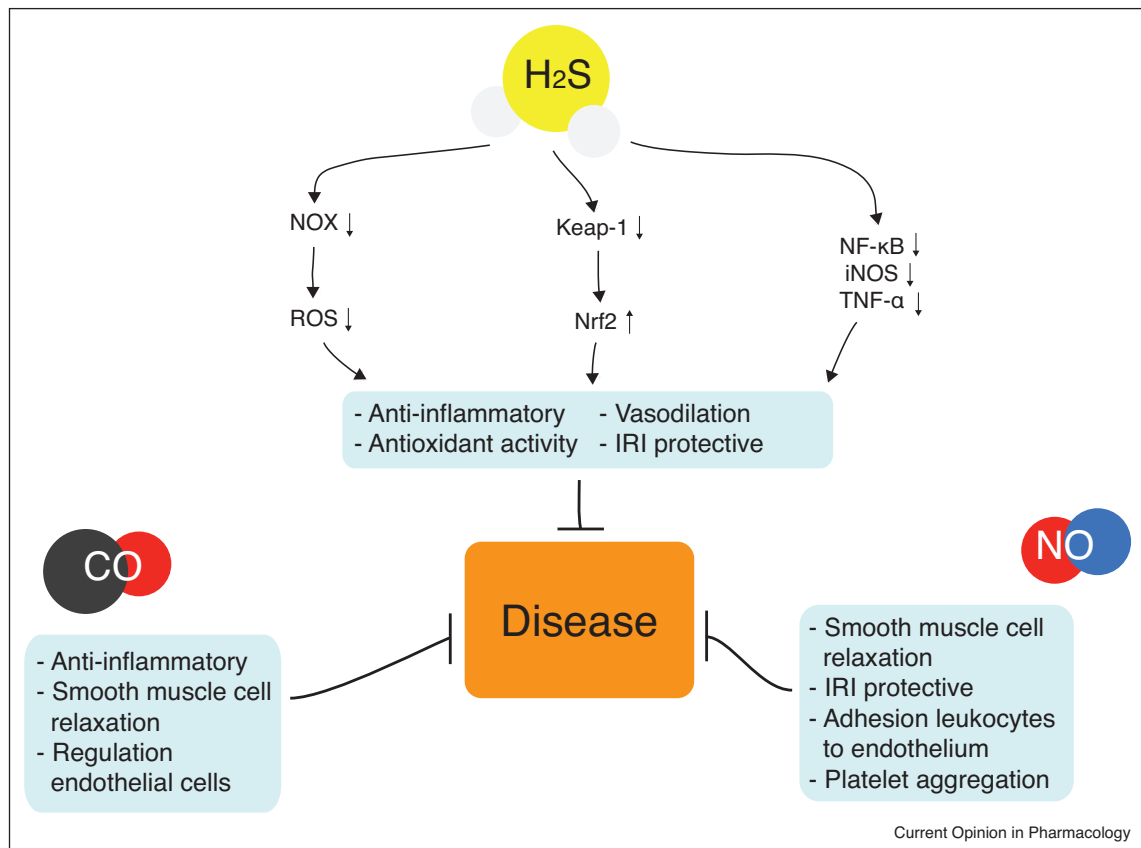 H2S
NOX ↓
Keap-1 ↓
NF-κB ↓
iNOS ↓
TNF-α ↓
ROS ↓
Nrf2 ↑
- Anti-inflammatory - Vasodilation
- Antioxidant activity - IRI protective
CO
NO
Disease
- Anti-inflammatory
- Smooth muscle cell
relaxation
- Regulation
endothelial cells
- Smooth muscle cell
relaxation
- IRI protective
- Adhesion leukocytes
to endothelium
- Platelet aggregation
Current Opinion in Pharmacology